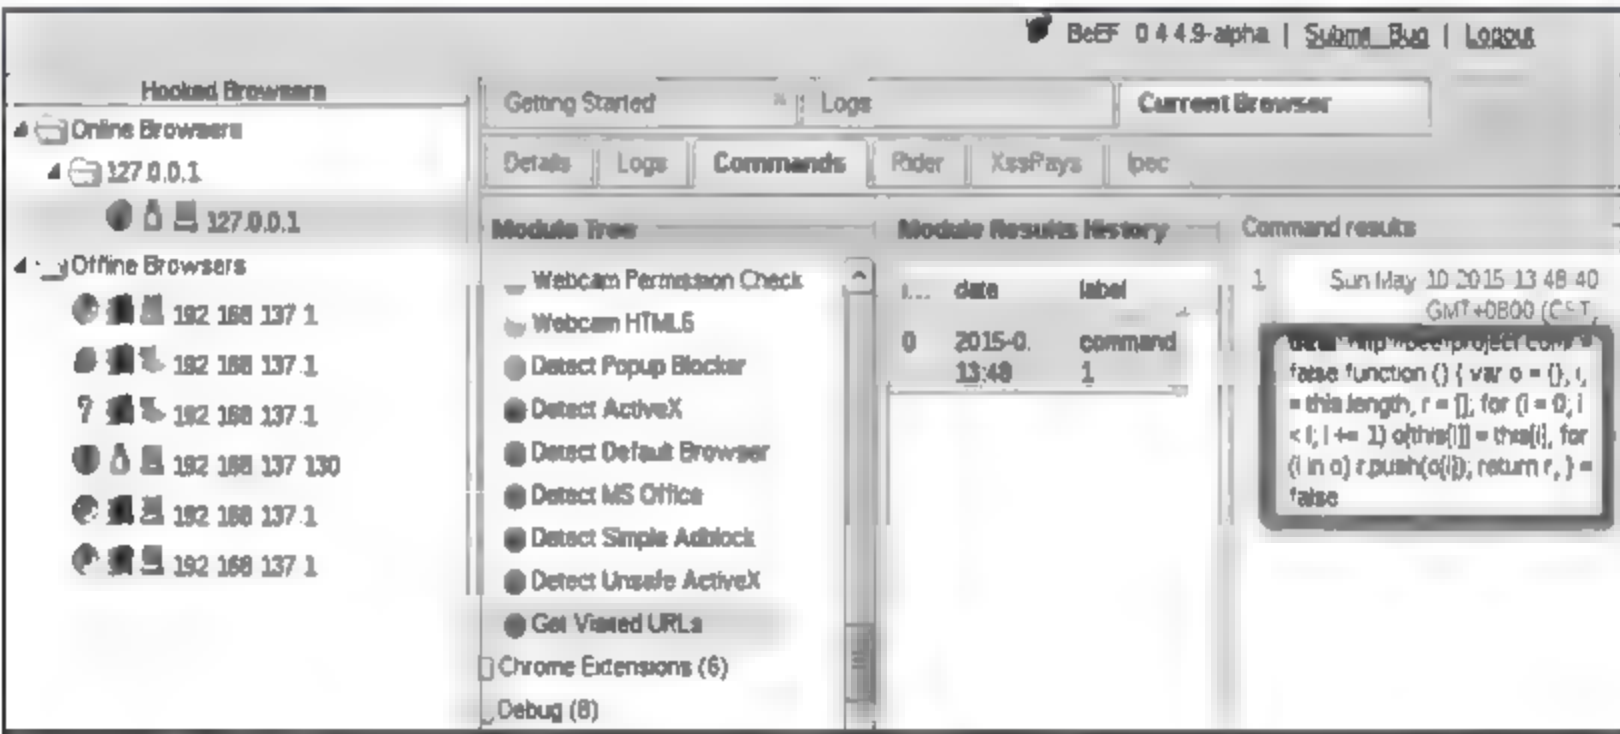 BeEF 0.4.4.9-alpha | Submit Bug | Logout
Hooked Browsers
Online Browsers
127.0.0.1
127.0.0.1
Offline Browsers
192.168.137.1
192.168.137.1
192.168.137.1
192.168.137.130
192.168.137.1
192.168.137.1
Getting Started Logs Current Browser
Details Logs Commands Rider XssRays Ipec
Module Tree
Webcam Permission Check
Webcam HTML5
Detect Popup Blocker
Detect ActiveX
Detect Default Browser
Detect MS Office
Detect Simple Adblock
Detect Unsafe ActiveX
Get Visited URLs
Chrome Extensions (6)
Debug (8)
Module Results History
i... date label
0 2015-0. command
13:48 1
Command results
1 Sun May 10 2015 13:48:40
GMT+0800 (CST)
false function () { var o = {}, i,
= this.length, r = []; for (i = 0; i
< l; i += 1) o[this[i]] = this[i], for
(i in o) r.push(o[i]); return r, } =
false